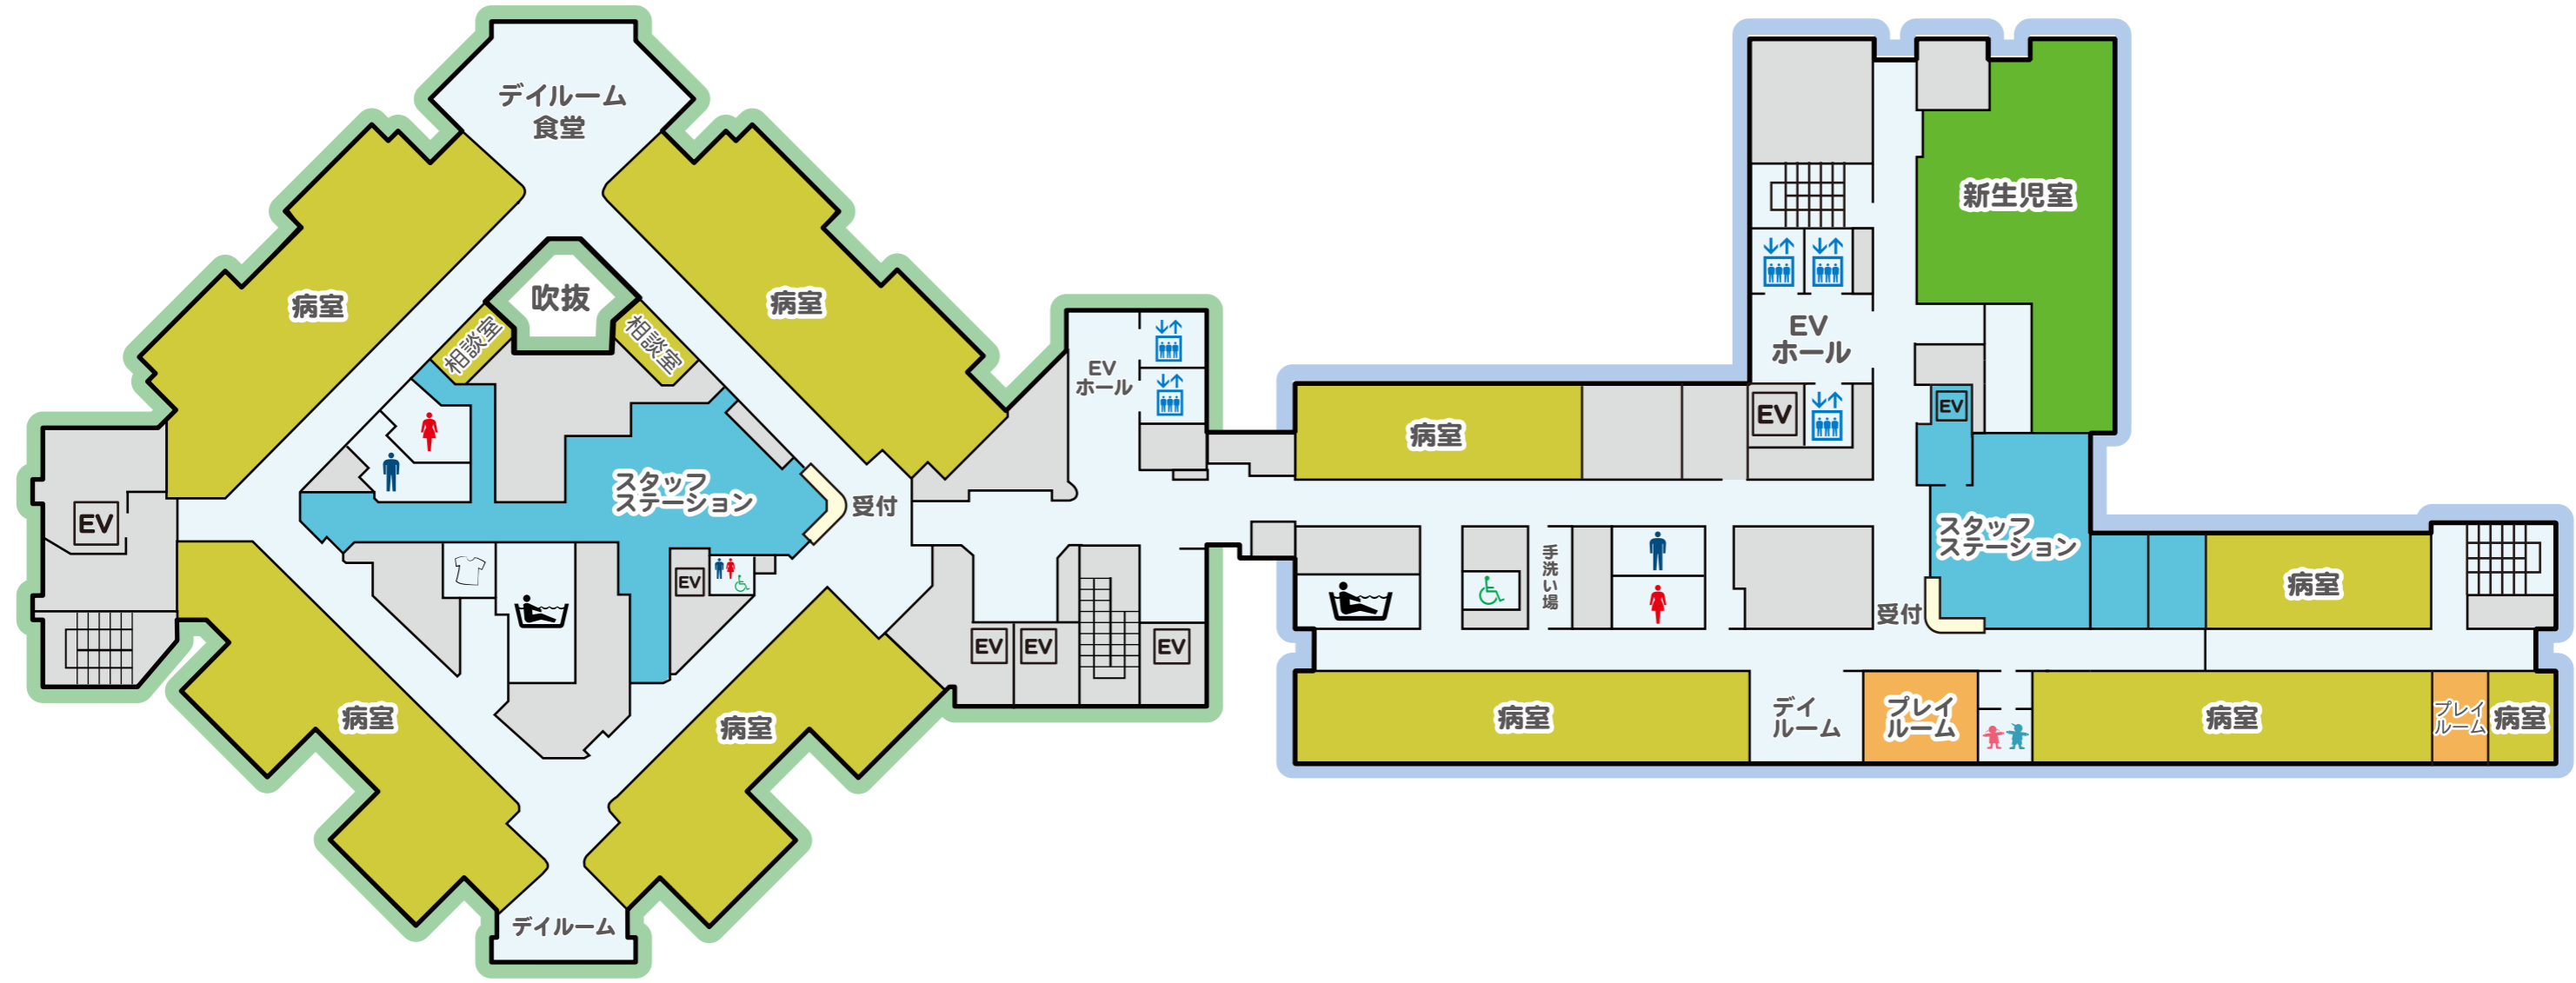 デイルーム
食堂
病室
病室
吹抜
相談室
相談室
スタッフ
ステーション
受付
EV
EV
病室
病室
デイルーム
EV
ホール
EV
EV
EV
新生児室
EV
ホール
EV
EV
病室
スタッフ
ステーション
手洗い場
受付
病室
病室
デイ
ルーム
プレイ
ルーム
病室
プレイ
ルーム
病室